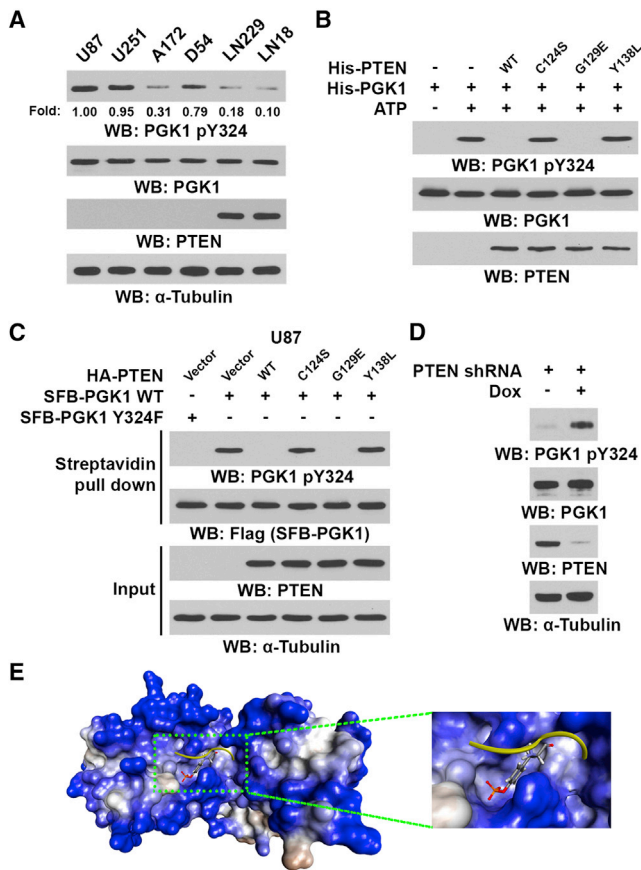 A
U87 U251 A172 D54 LN229 LN18
Fold: 1.00 0.95 0.31 0.79 0.18 0.10
WB: PGK1 pY324
WB: PGK1
WB: PTEN
WB: α-Tubulin
B
His-PTEN - - WT C124S G129E Y138L
His-PGK1 + + + + + +
ATP - + + + + +
WB: PGK1 pY324
WB: PGK1
WB: PTEN
C
U87
HA-PTEN Vector Vector WT C124S G129E Y138L
SFB-PGK1 WT - + + + + +
SFB-PGK1 Y324F + - - - - -
Streptavidin
pull down
WB: PGK1 pY324
WB: Flag (SFB-PGK1)
Input
WB: PTEN
WB: α-Tubulin
D
PTEN shRNA + +
Dox - +
WB: PGK1 pY324
WB: PGK1
WB: PTEN
WB: α-Tubulin
E